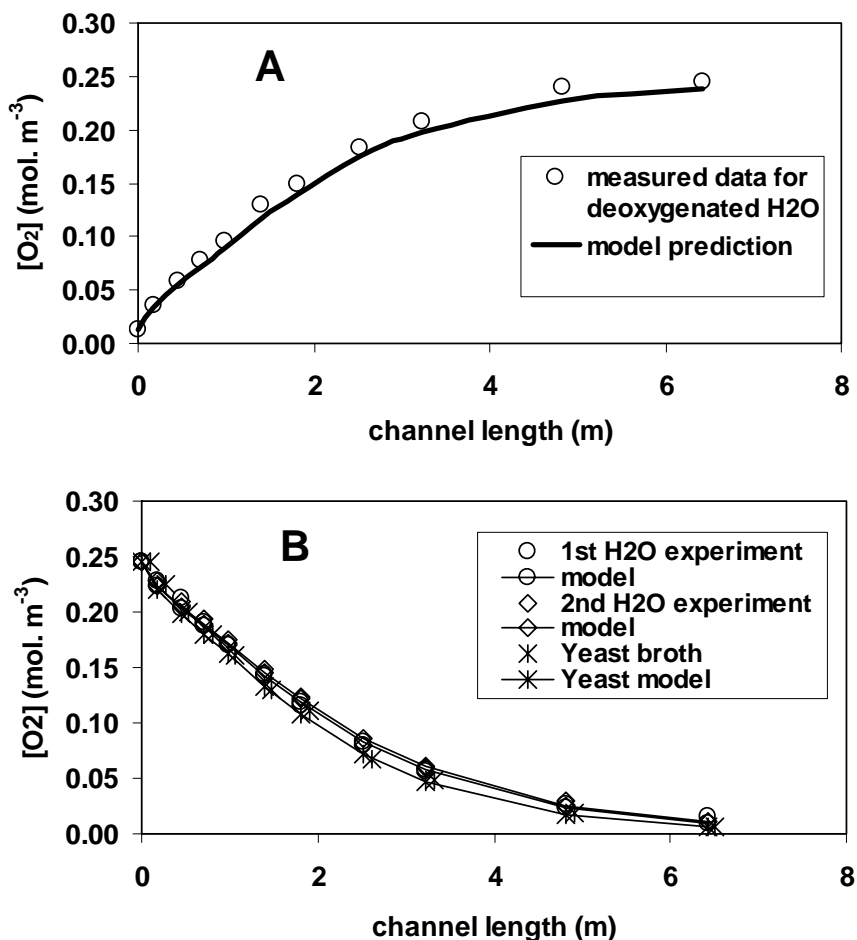 A
0.30
0.25
0.20
0.15
0.10
0.05
0.00
[O2] (mol. m-3)
measured data for
deoxygenated H2O
model prediction
0 2 4 6 8
channel length (m)
B
0.30
0.25
0.20
0.15
0.10
0.05
0.00
[O2] (mol. m-3)
1st H2O experiment
model
2nd H2O experiment
model
Yeast broth
Yeast model
0 2 4 6 8
channel length (m)